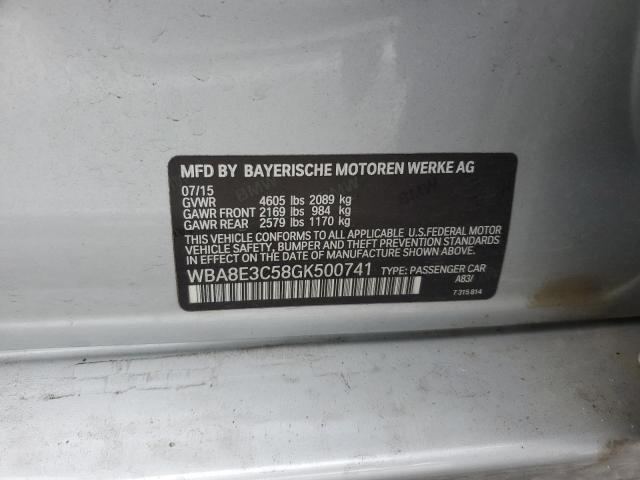 MFD BY BAYERISCHE MOTOREN WERKE AG
07/15
GVWR 4605 lbs 2089 kg
GAWR FRONT 2169 lbs 984 kg
GAWR REAR 2579 lbs 1170 kg
THIS VEHICLE CONFORMS TO ALL APPLICABLE U.S.FEDERAL MOTOR
VEHICLE SAFETY, BUMPER AND THEFT PREVENTION STANDARDS IN
EFFECT ON THE DATE OF MANUFACTURE SHOWN ABOVE.
WBA8E3C58GK500741 TYPE: PASSENGER CAR
A83/
7 315 814